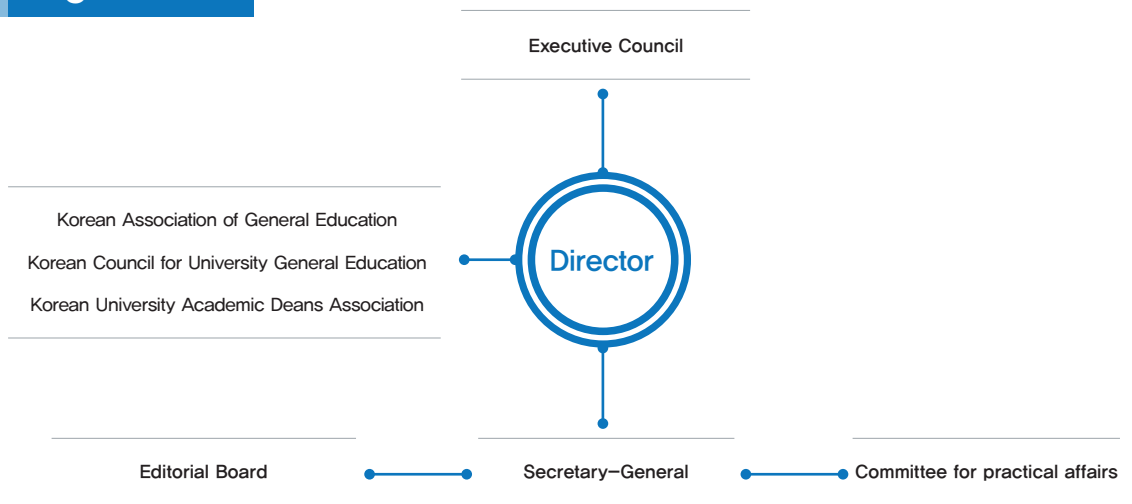 Executive Council
Korean Association of General Education
Korean Council for University General Education
Korean University Academic Deans Association
Director
Editorial Board
Secretary-General
Committee for practical affairs